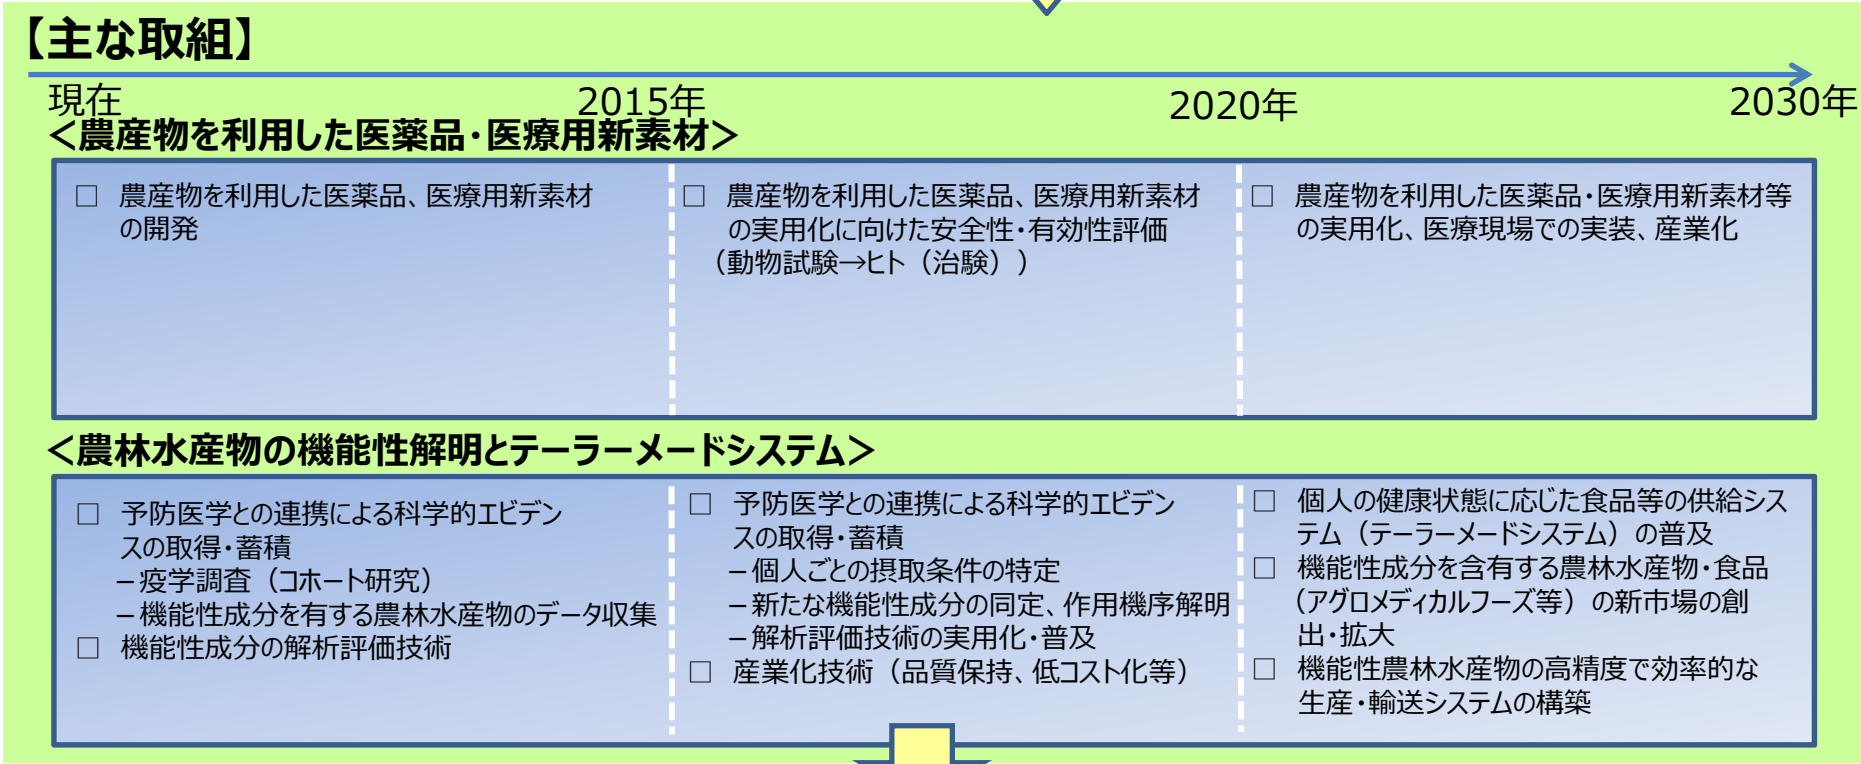 【主な取組】
現在 2015年 2020年 2030年
＜農産物を利用した医薬品・医療用新素材＞
□ 農産物を利用した医薬品、医療用新素材
の開発
□ 農産物を利用した医薬品、医療用新素材
の実用化に向けた安全性・有効性評価
（動物試験→ヒト（治験））
□ 農産物を利用した医薬品・医療用新素材等
の実用化、医療現場での実装、産業化
＜農林水産物の機能性解明とテーラーメードシステム＞
□ 予防医学との連携による科学的エビデン
スの取得・蓄積
－疫学調査（コホート研究）
－機能性成分を有する農林水産物のデータ収集
□ 機能性成分の解析評価技術
□ 予防医学との連携による科学的エビデン
スの取得・蓄積
－個人ごとの摂取条件の特定
－新たな機能性成分の同定、作用機序解明
－解析評価技術の実用化・普及
□ 産業化技術（品質保持、低コスト化等）
□ 個人の健康状態に応じた食品等の供給シス
テム（テーラーメードシステム）の普及
□ 機能性成分を含有する農林水産物・食品
（アグロメディカルフーズ等）の新市場の創
出・拡大
□ 機能性農林水産物の高精度で効率的な
生産・輸送システムの構築